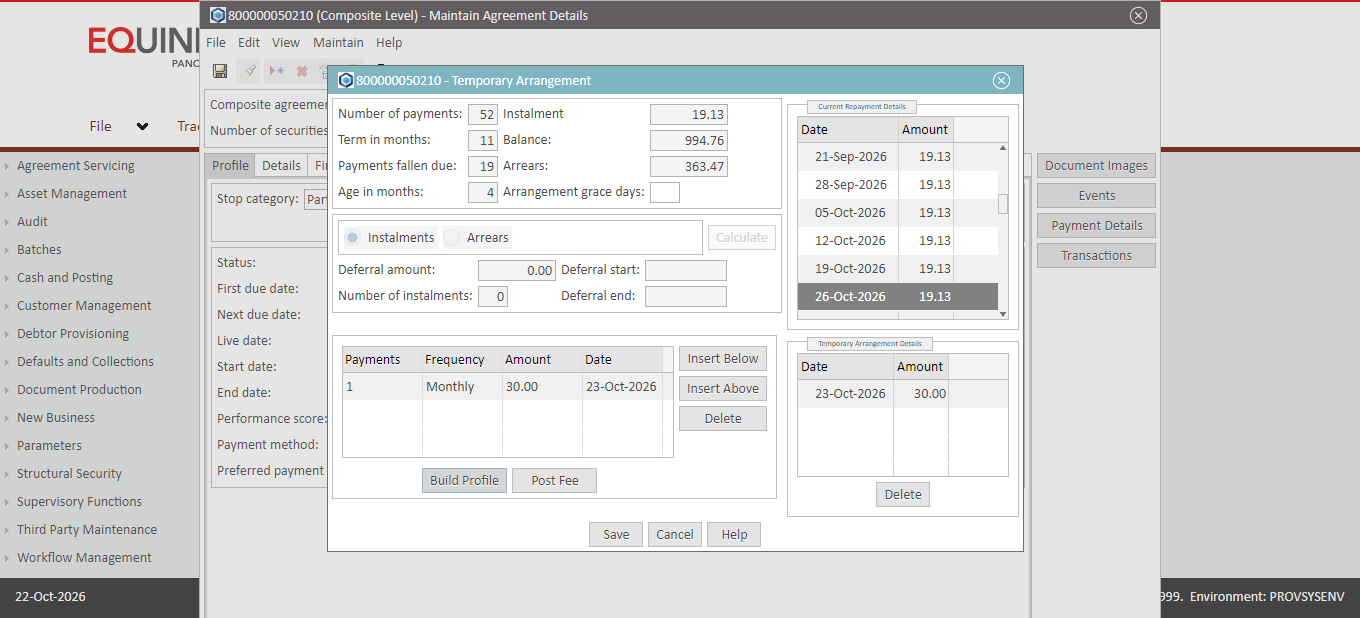 800000050210 (Composite Level) - Maintain Agreement Details
EQUINI
PANO
File Edit View Maintain Help
800000050210 - Temporary Arrangement
File Trac
Composite agreemen
Number of securities
Profile Details Fi
Stop category: Par
Status:
First due date:
Next due date:
Live date:
Start date:
End date:
Performance score:
Payment method:
Preferred payment
Agreement Servicing
Asset Management
Audit
Batches
Cash and Posting
Customer Management
Debtor Provisioning
Defaults and Collections
Document Production
New Business
Parameters
Structural Security
Supervisory Functions
Third Party Maintenance
Workflow Management
Number of payments: 52 Instalment 19.13
Term in months: 11 Balance: 994.76
Payments fallen due: 19 Arrears: 363.47
Age in months: 4 Arrangement grace days:
Instalments Arrears Calculate
Deferral amount: 0.00 Deferral start:
Number of instalments: 0 Deferral end:
Payments Frequency Amount Date
1 Monthly 30.00 23-Oct-2026
Insert Below
Insert Above
Delete
Build Profile Post Fee
Save Cancel Help
Current Repayment Details
Date Amount
21-Sep-2026 19.13
28-Sep-2026 19.13
05-Oct-2026 19.13
12-Oct-2026 19.13
19-Oct-2026 19.13
26-Oct-2026 19.13
Temporary Arrangement Details
Date Amount
23-Oct-2026 30.00
Delete
Document Images
Events
Payment Details
Transactions
22-Oct-2026
999. Environment: PROVSYSENV